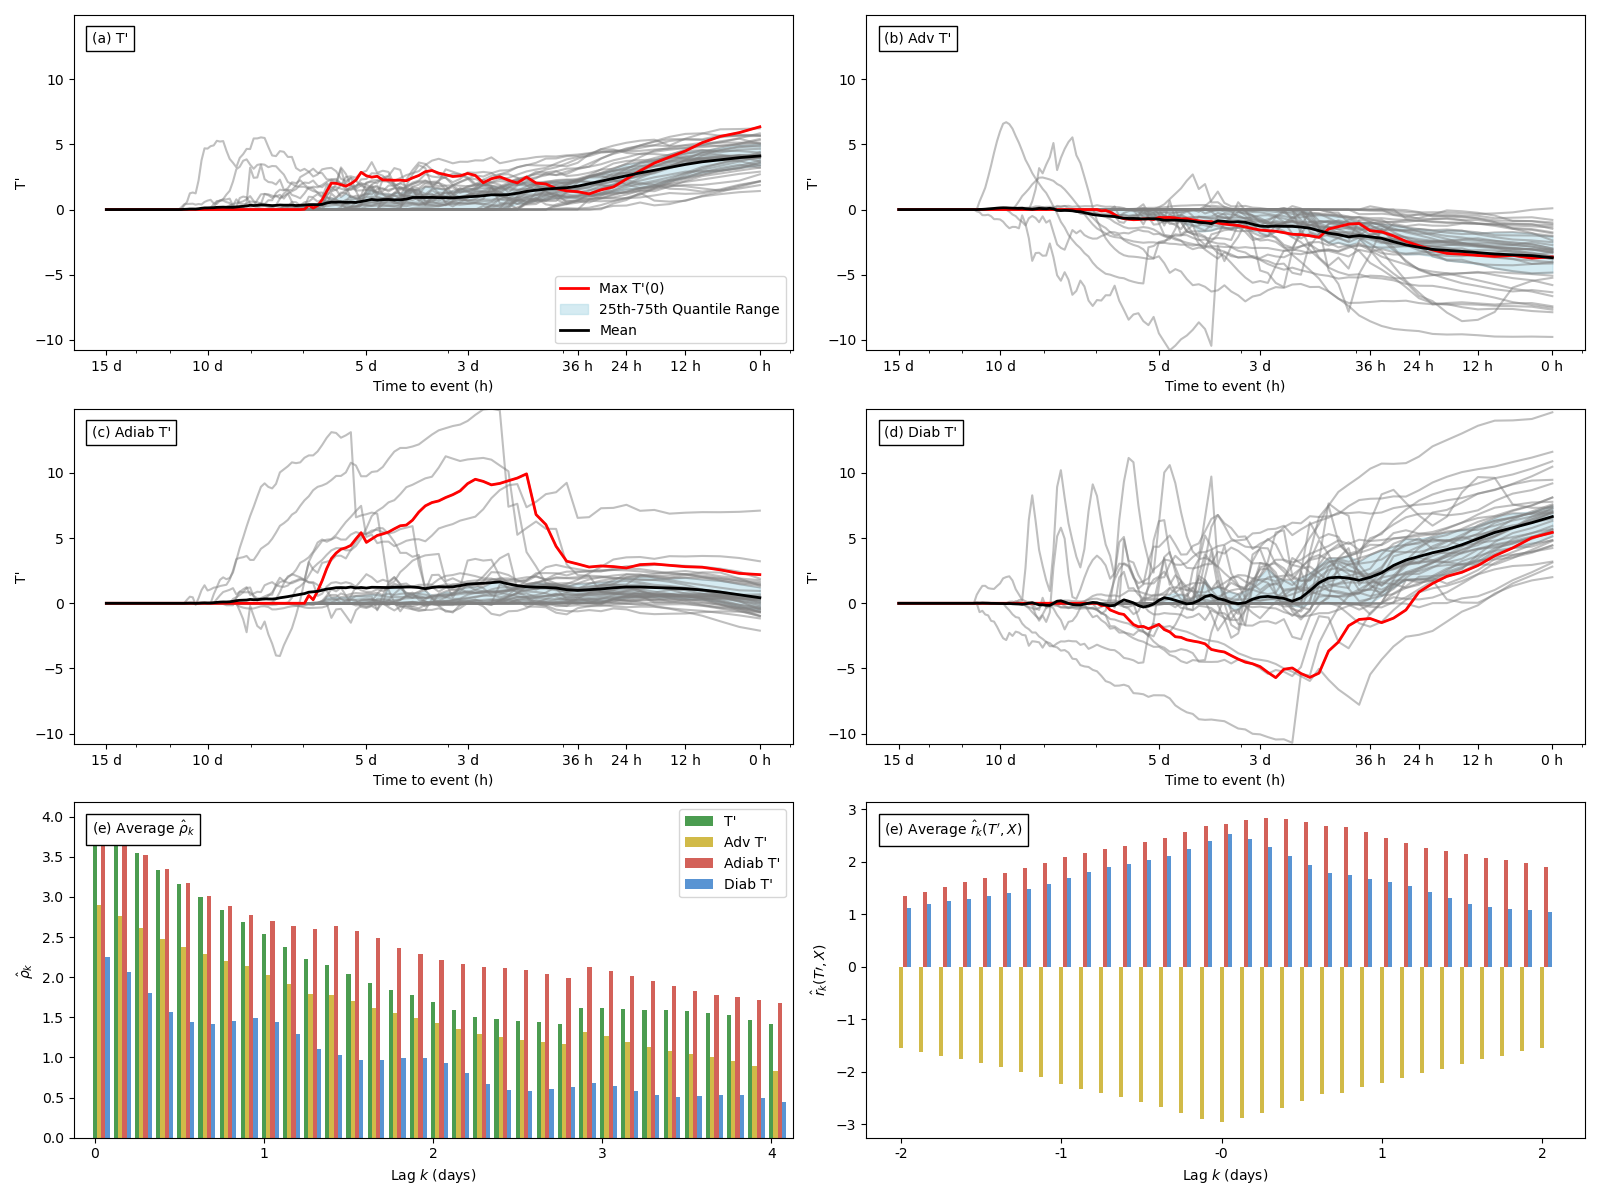 (a) T'
T'
10
5
0
−5
−10
Max T'(0)
25th-75th Quantile Range
Mean
15 d 10 d 5 d 3 d 36 h 24 h 12 h 0 h
Time to event (h)
(b) Adv T'
T'
10
5
0
−5
−10
15 d 10 d 5 d 3 d 36 h 24 h 12 h 0 h
Time to event (h)
(c) Adiab T'
T'
10
5
0
−5
−10
15 d 10 d 5 d 3 d 36 h 24 h 12 h 0 h
Time to event (h)
(d) Diab T'
T'
10
5
0
−5
−10
15 d 10 d 5 d 3 d 36 h 24 h 12 h 0 h
Time to event (h)
(e) Average ρ̂ₖ
ρ̂ₖ
4.0
3.5
3.0
2.5
2.0
1.5
1.0
0.5
0.0
T'
Adv T'
Adiab T'
Diab T'
0 1 2 3 4
Lag k (days)
(e) Average r̂ₖ(T′, X)
r̂ₖ(T′, X)
3
2
1
0
−1
−2
−3
-2 -1 -0 1 2
Lag k (days)